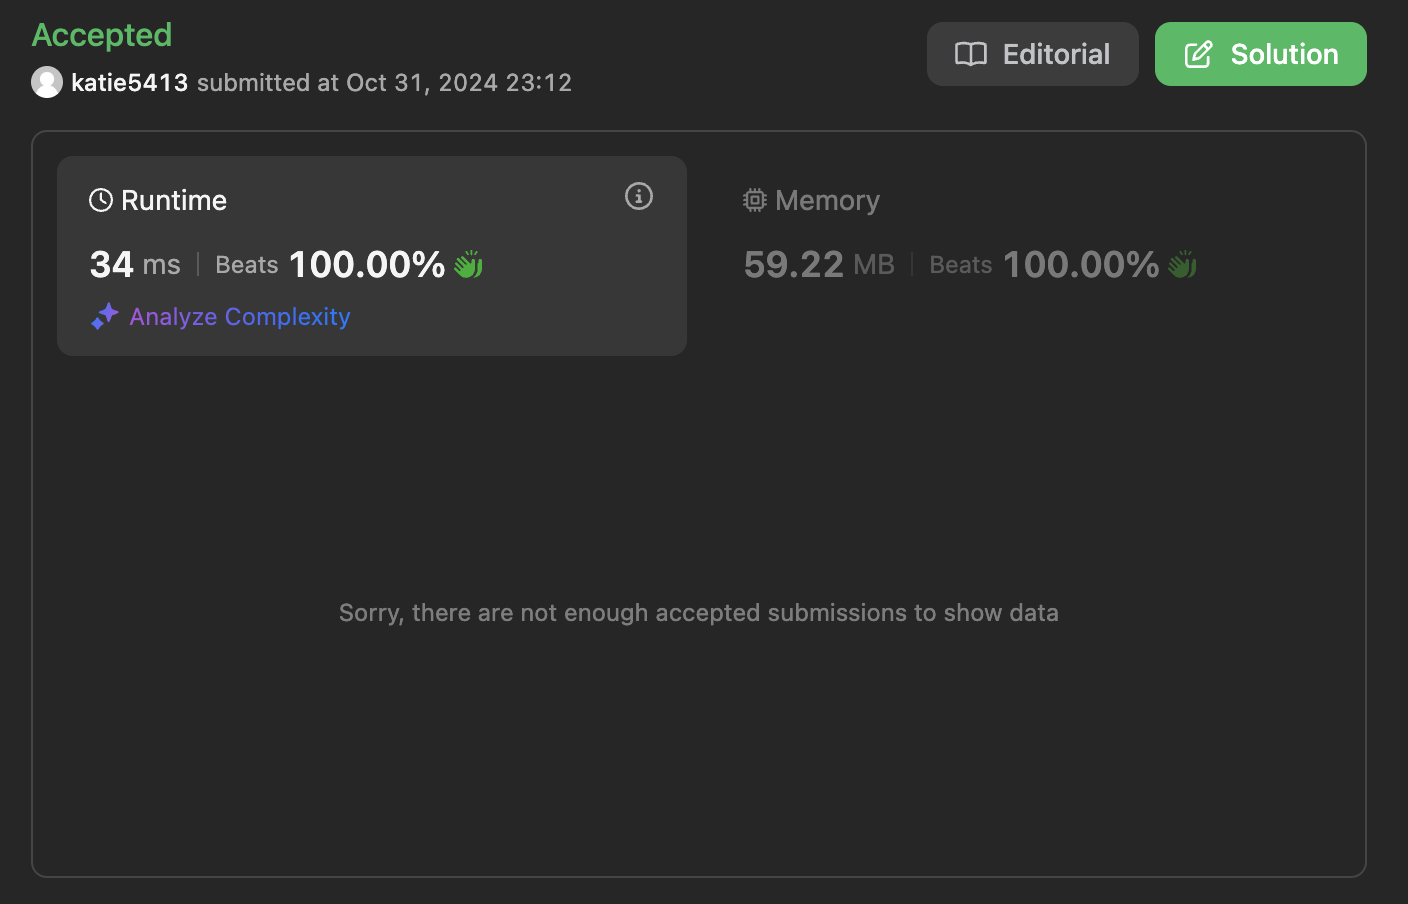 Accepted
katie5413 submitted at Oct 31, 2024 23:12
Editorial
Solution
Runtime
34 ms | Beats 100.00%
Analyze Complexity
Memory
59.22 MB | Beats 100.00%
Sorry, there are not enough accepted submissions to show data